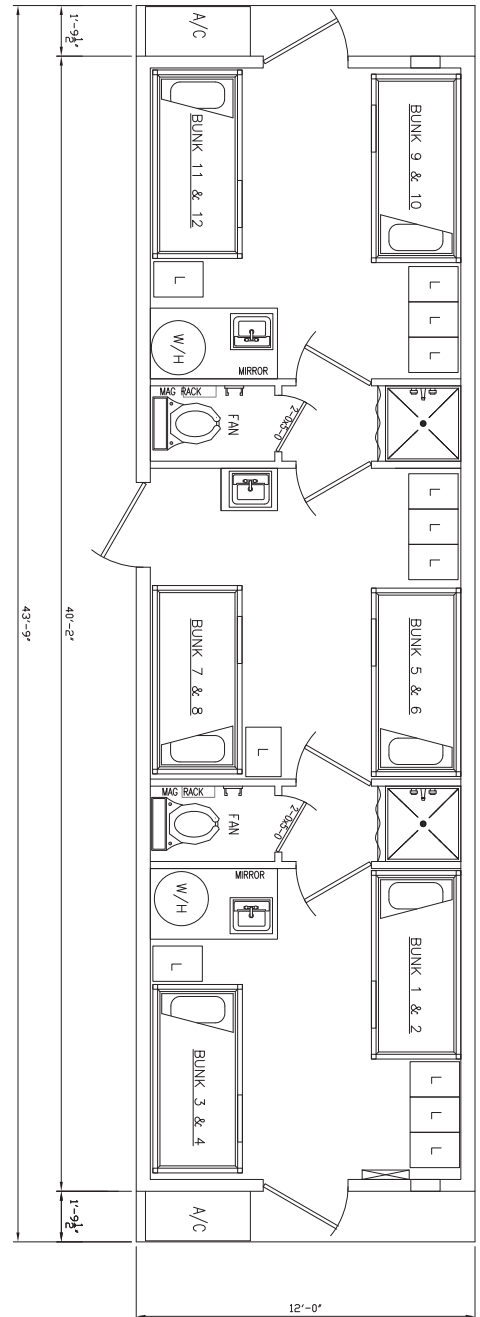 A/C
1'-9½"
BUNK 11 & 12
BUNK 9 & 10
L
L
L
L
W/H
MIRROR
MAG RACK
FAN
2-0x5-0
L
L
L
BUNK 7 & 8
BUNK 5 & 6
L
40'-2"
43'-9"
MAG RACK
FAN
2-0x5-0
W/H
MIRROR
L
BUNK 1 & 2
BUNK 3 & 4
L
L
L
A/C
1'-9½"
12'-0"